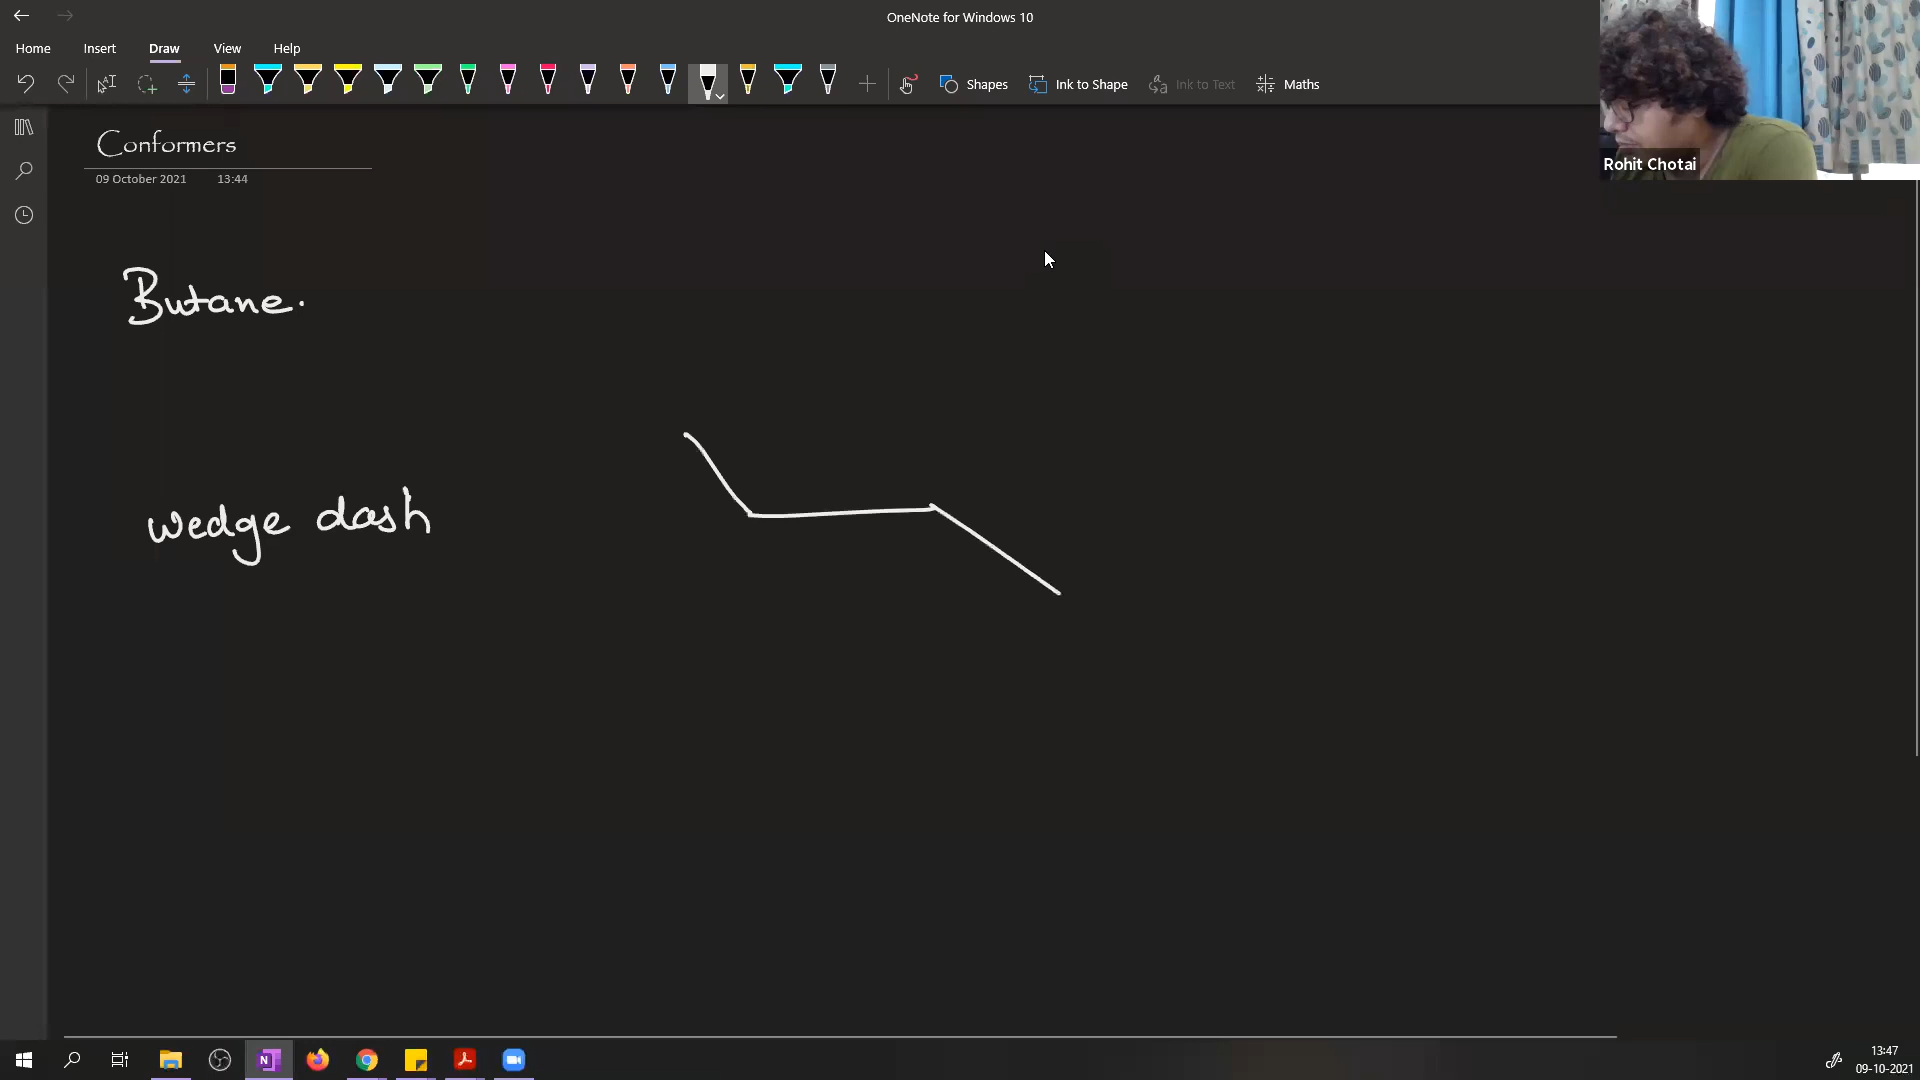 OneNote for Windows 10
Home Insert Draw View Help
Shapes Ink to Shape Ink to Text Maths
Rohit Chotai
Conformers
09 October 2021 13:44
Butane.
wedge dash
13:47
09-10-2021